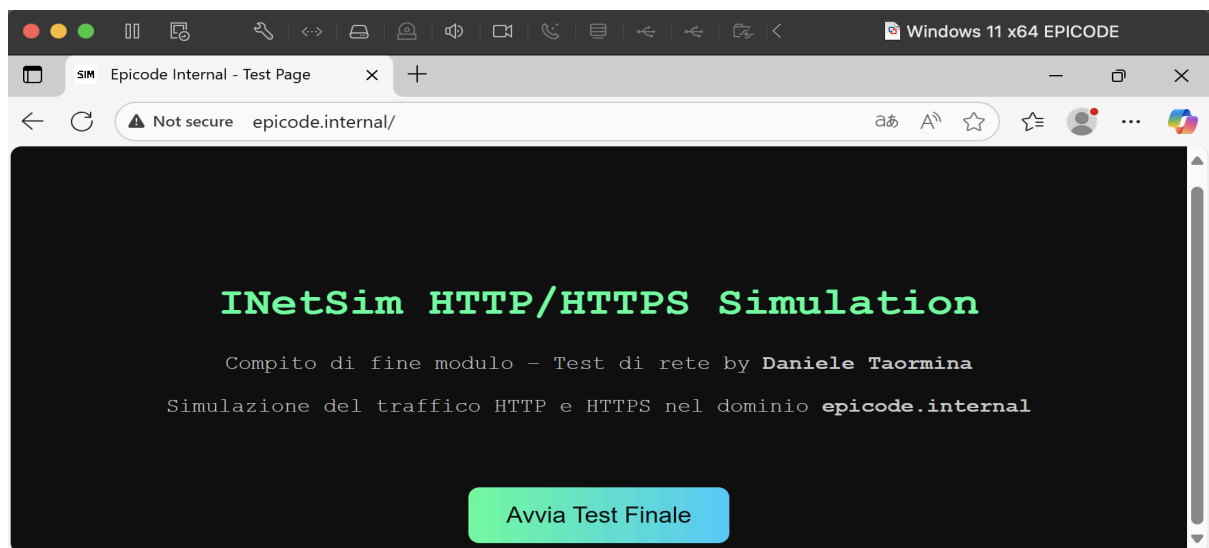 Windows 11 x64 EPICODE
SIM Epicode Internal - Test Page
Not secure epicode.internal/
INetSim HTTP/HTTPS Simulation
Compito di fine modulo – Test di rete by Daniele Taormina
Simulazione del traffico HTTP e HTTPS nel dominio epicode.internal
Avvia Test Finale